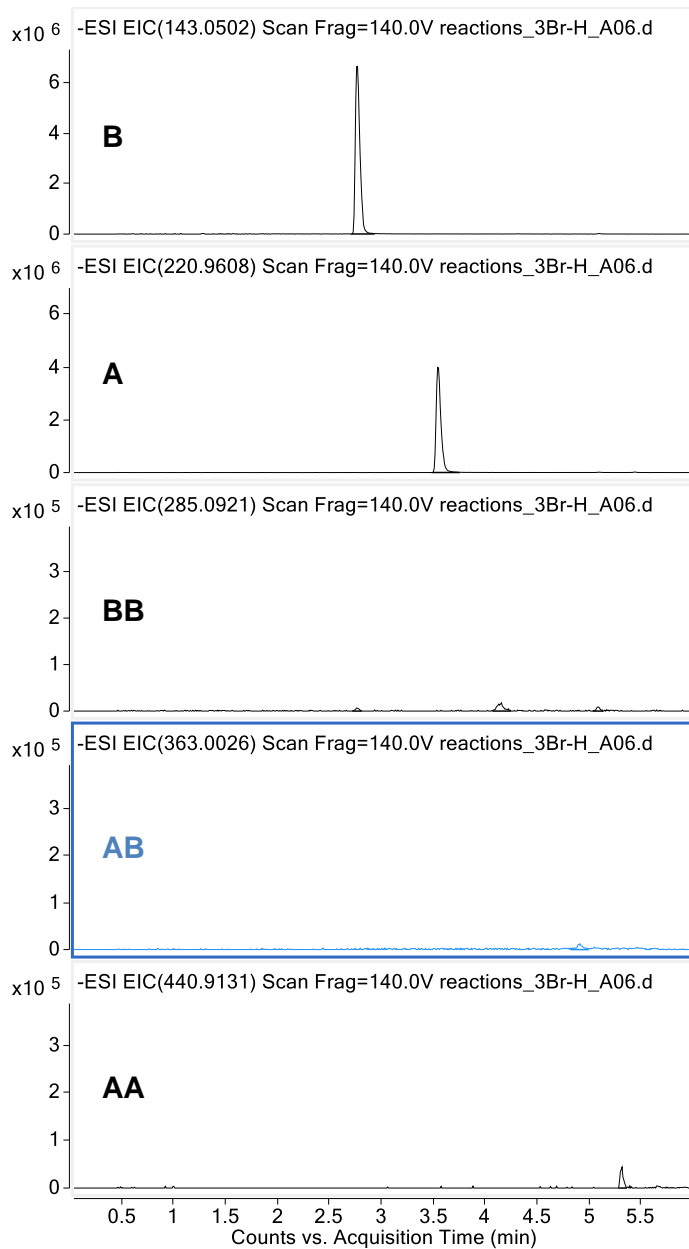 x10 6 -ESI EIC(143.0502) Scan Frag=140.0V reactions_3Br-H_A06.d
6
4
B
2
0
x10 6 -ESI EIC(220.9608) Scan Frag=140.0V reactions_3Br-H_A06.d
6
4
A
2
0
x10 5 -ESI EIC(285.0921) Scan Frag=140.0V reactions_3Br-H_A06.d
3
2
BB
1
0
x10 5 -ESI EIC(363.0026) Scan Frag=140.0V reactions_3Br-H_A06.d
3
2
AB
1
0
x10 5 -ESI EIC(440.9131) Scan Frag=140.0V reactions_3Br-H_A06.d
3
2
AA
1
0
0.5 1 1.5 2 2.5 3 3.5 4 4.5 5 5.5
Counts vs. Acquisition Time (min)